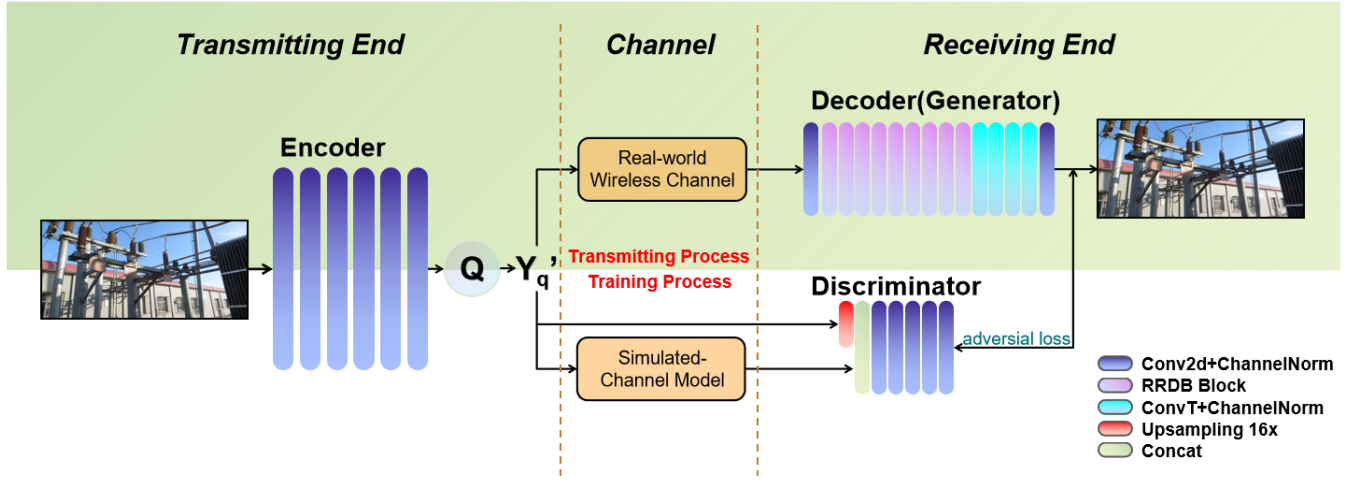 Transmitting End
Channel
Receiving End
Encoder
Decoder(Generator)
Real-world
Wireless Channel
Q
Yq’
Transmitting Process
Training Process
Discriminator
Simulated-
Channel Model
adversial loss
Conv2d+ChannelNorm
RRDB Block
ConvT+ChannelNorm
Upsampling 16x
Concat